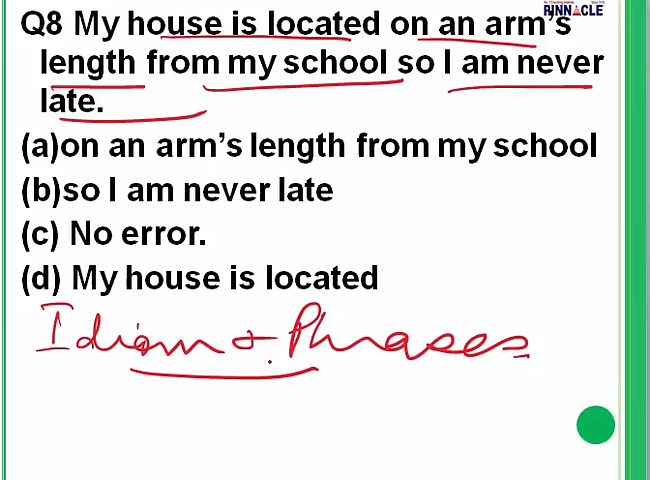 PINNACLE
Q8 My house is located on an arm's
length from my school so I am never
late.
(a)on an arm's length from my school
(b)so I am never late
(c) No error.
(d) My house is located
Idiom & Phrases